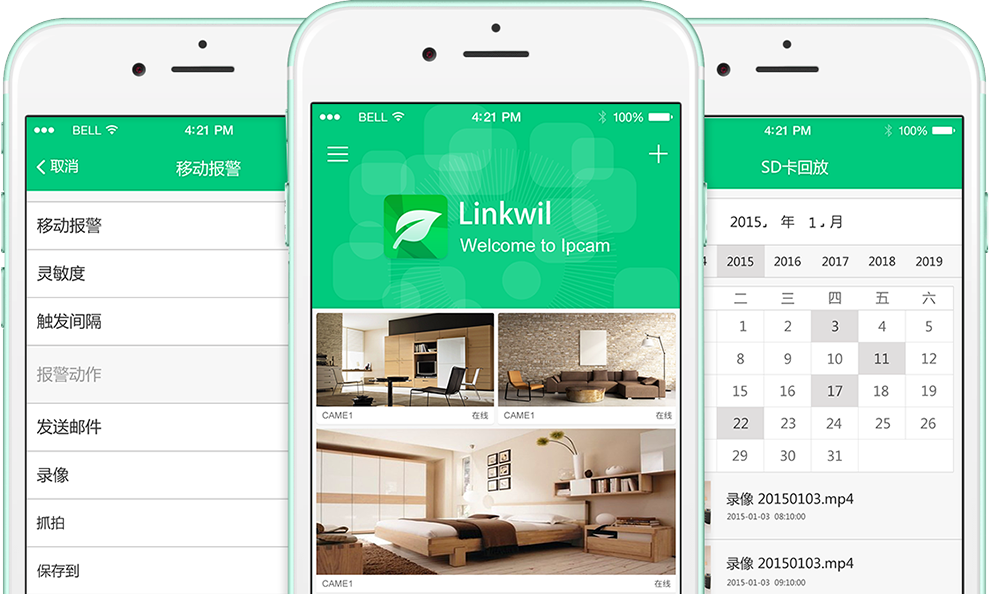 BELL
4:21 PM
取消
移动报警
移动报警
灵敏度
触发间隔
报警动作
发送邮件
录像
抓拍
保存到
BELL
4:21 PM
100%
Linkwil
Welcome to Ipcam
CAME1 在线
CAME1 在线
CAME1 在线
4:21 PM
100%
SD卡回放
2015 年 1 月
4 2015 2016 2017 2018 2019
二 三 四 五 六
1 2 3 4 5
8 9 10 11 12
15 16 17 18 19
22 23 24 25 26
29 30 31
录像 20150103.mp4
2015-01-03 08:10:00
录像 20150103.mp4
2015-01-03 09:10:00